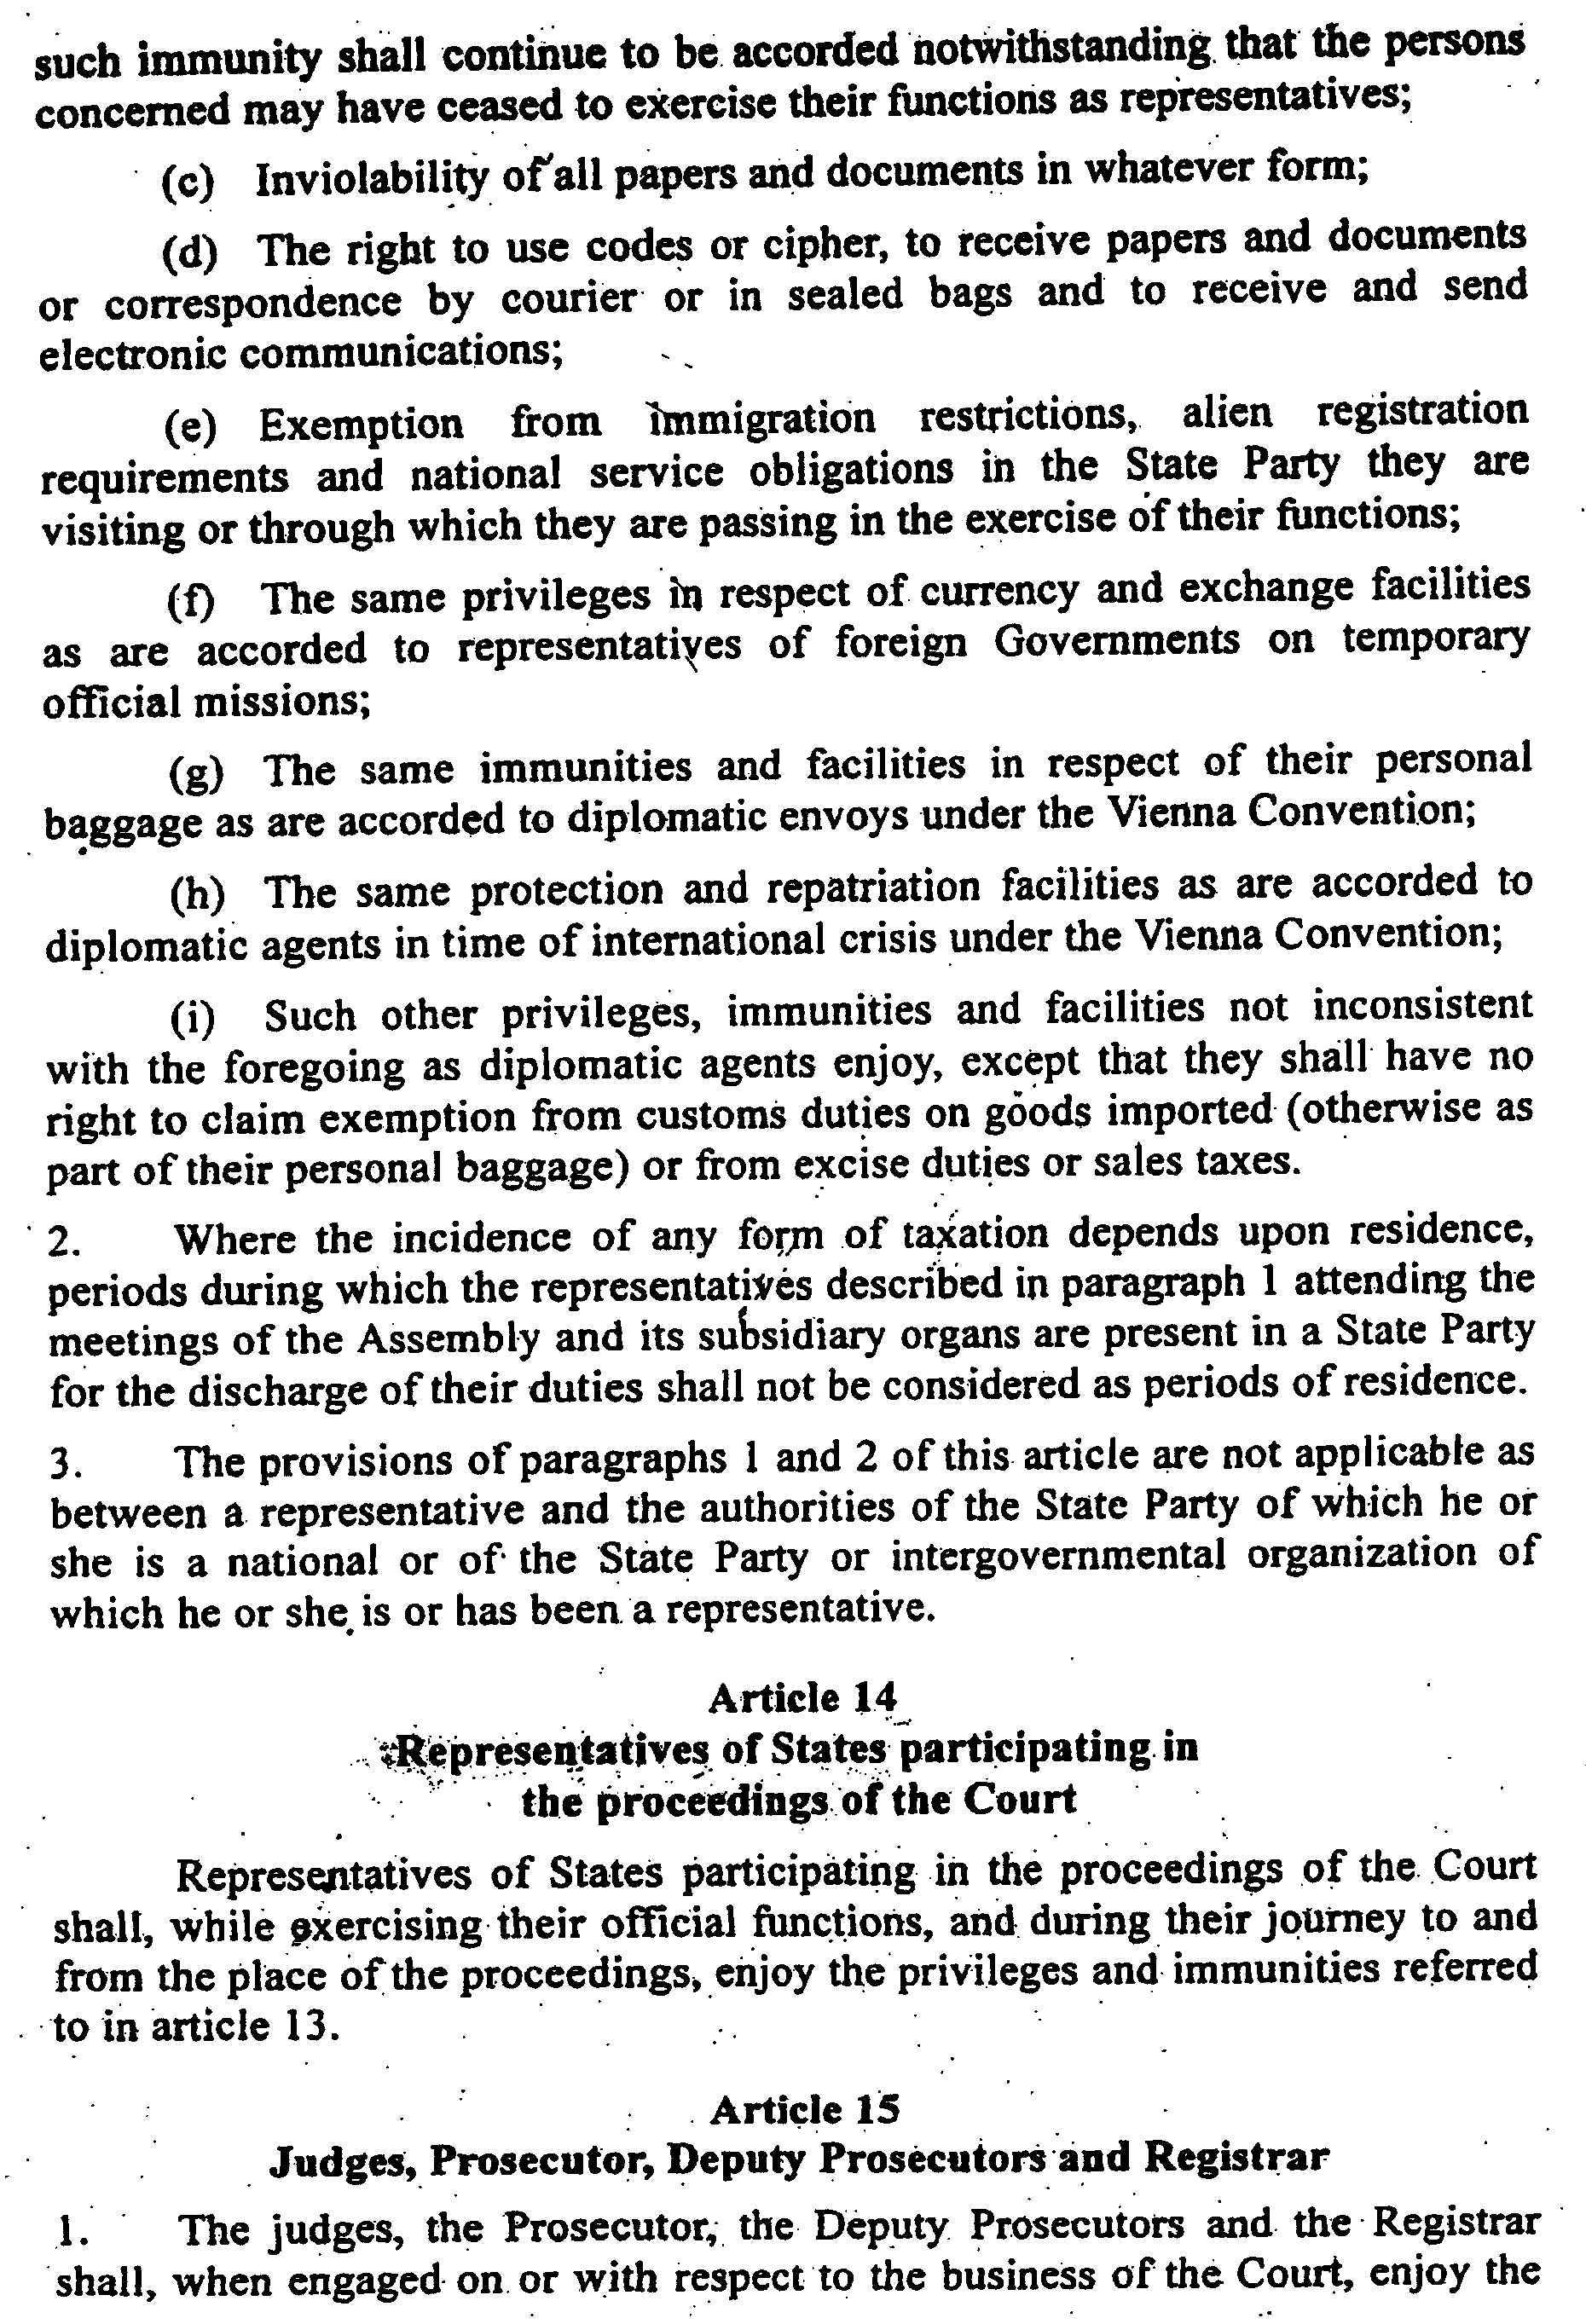 such immunity shall continue to be accorded notwithstanding that the persons
concerned may have ceased to exercise their functions as representatives;
(c) Inviolability of all papers and documents in whatever form;
(d) The right to use codes or cipher, to receive papers and documents
or correspondence by courier or in sealed bags and to receive and send
electronic communications;
(e) Exemption from immigration restrictions, alien registration
requirements and national service obligations in the State Party they are
visiting or through which they are passing in the exercise of their functions;
(f) The same privileges in respect of currency and exchange facilities
as are accorded to representatives of foreign Governments on temporary
official missions;
(g) The same immunities and facilities in respect of their personal
baggage as are accorded to diplomatic envoys under the Vienna Convention;
(h) The same protection and repatriation facilities as are accorded to
diplomatic agents in time of international crisis under the Vienna Convention;
(i) Such other privileges, immunities and facilities not inconsistent
with the foregoing as diplomatic agents enjoy, except that they shall have no
right to claim exemption from customs duties on goods imported (otherwise as
part of their personal baggage) or from excise duties or sales taxes.
2. Where the incidence of any form of taxation depends upon residence,
periods during which the representatives described in paragraph 1 attending the
meetings of the Assembly and its subsidiary organs are present in a State Party
for the discharge of their duties shall not be considered as periods of residence.
3. The provisions of paragraphs 1 and 2 of this article are not applicable as
between a representative and the authorities of the State Party of which he or
she is a national or of the State Party or intergovernmental organization of
which he or she is or has been a representative.
Article 14
Representatives of States participating in
the proceedings of the Court
Representatives of States participating in the proceedings of the Court
shall, while exercising their official functions, and during their journey to and
from the place of the proceedings, enjoy the privileges and immunities referred
to in article 13.
Article 15
Judges, Prosecutor, Deputy Prosecutors and Registrar
1. The judges, the Prosecutor, the Deputy Prosecutors and the Registrar
shall, when engaged on or with respect to the business of the Court, enjoy the